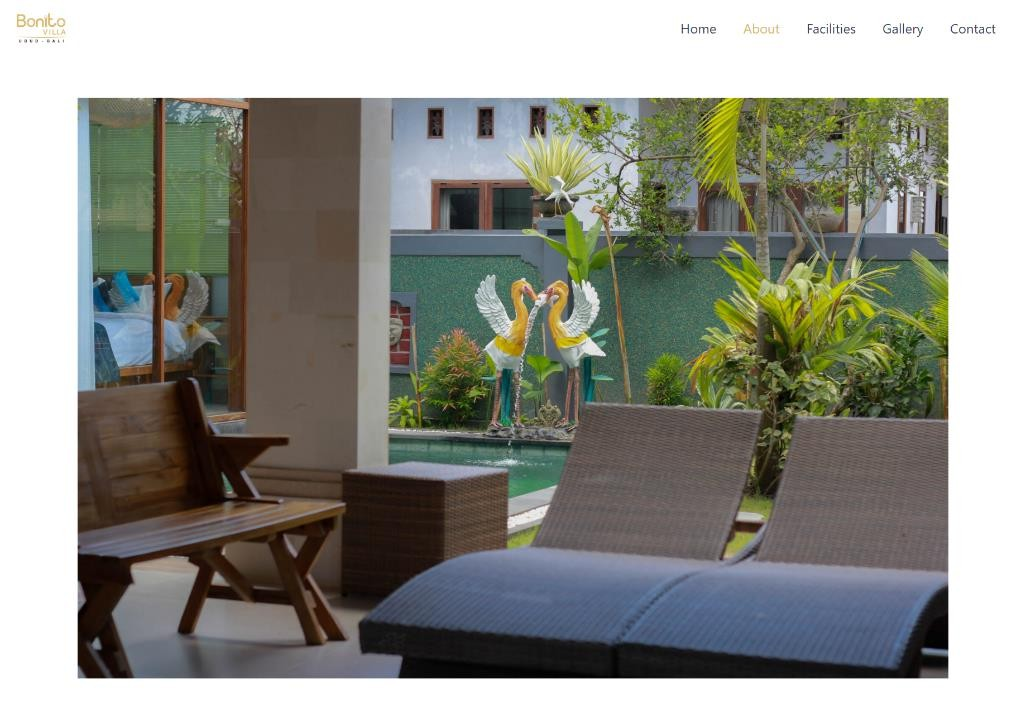 Bonito
VILLA
UBUD - BALI
Home
About
Facilities
Gallery
Contact